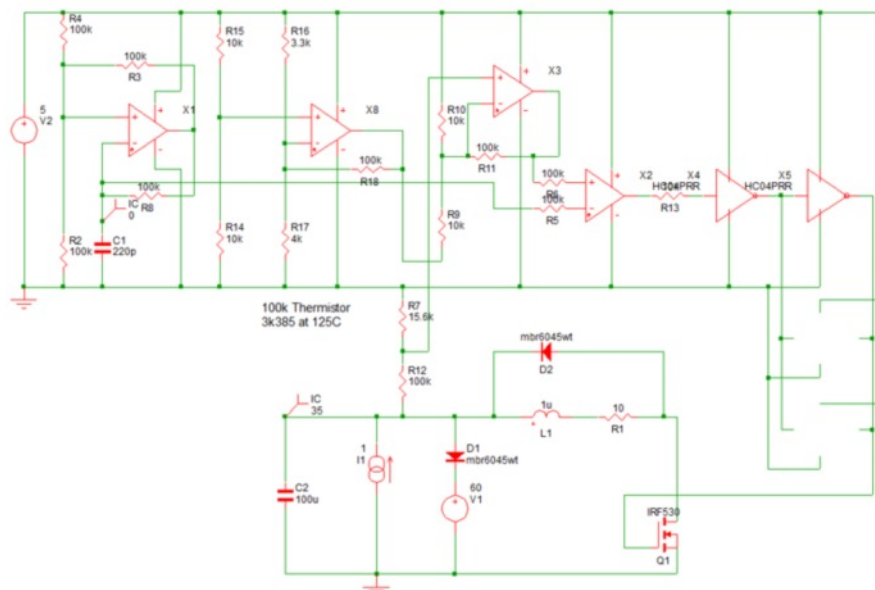 R4
100k
R15
10k
R16
3.3k
100k
R3
X1
X8
X3
5
V2
R10
10k
100k
R11
100k
R18
100k
R8
IC
0
C1
220p
R2
100k
R14
10k
R17
4k
R9
10k
100k
R6
100k
R5
X2
R13
X4
HC04PRR
X5
HC04PRR
100k Thermistor
3k385 at 125C
R7
15.6k
R12
100k
mbr6045wt
D2
IC
35
1u
L1
10
R1
1
I1
D1
mbr6045wt
60
V1
C2
100u
IRF530
Q1